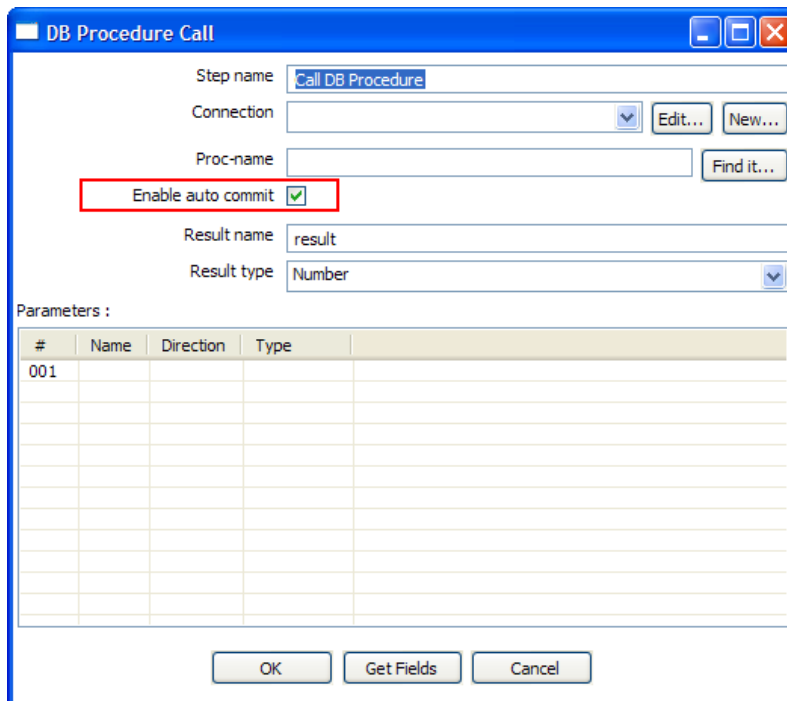 DB Procedure Call
Step name Call DB Procedure
Connection Edit... New...
Proc-name Find it...
Enable auto commit
Result name result
Result type Number
Parameters :
# Name Direction Type
001
OK Get Fields Cancel